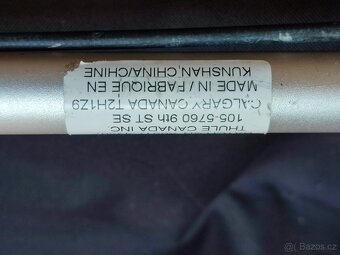 THULE CANADA INC
105-5760 9th ST SE
CALGARY CANADA T2H1Z9
MADE IN / FABRIQUE EN
KUNSHAN, CHINA/CHINE
Sbazos.cz